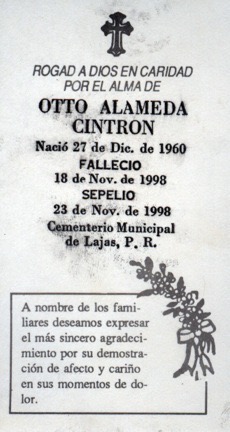 ROGAD A DIOS EN CARIDAD
POR EL ALMA DE
OTTO ALAMEDA
CINTRON
Nació 27 de Dic. de 1960
FALLECIO
18 de Nov. de 1998
SEPELIO
23 de Nov. de 1998
Cementerio Municipal
de Lajas, P. R.
A nombre de los fami-
liares deseamos expresar
el más sincero agradeci-
miento por su demostra-
ción de afecto y cariño
en sus momentos de do-
lor.